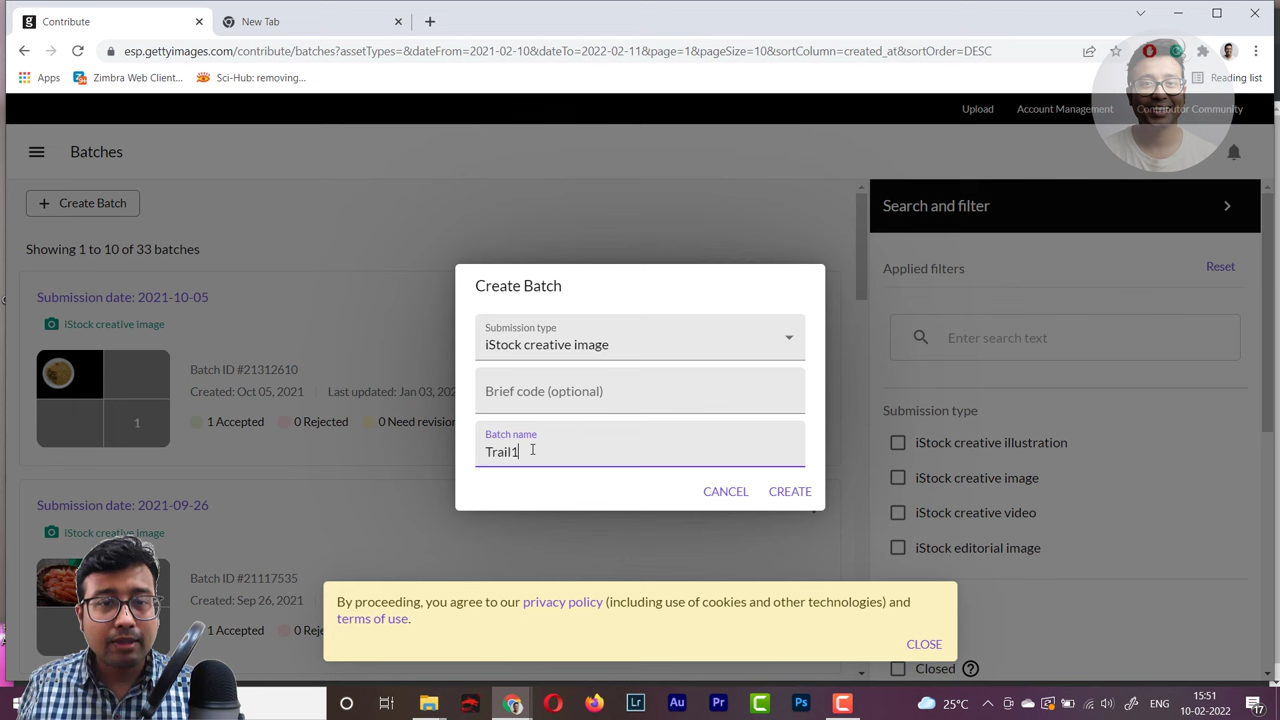 Contribute
New Tab
esp.gettyimages.com/contribute/batches?assetTypes=&dateFrom=2021-02-10&dateTo=2022-02-11&page=1&pageSize=10&sortColumn=created_at&sortOrder=DESC
Apps
Zimbra Web Client...
Sci-Hub: removing...
Reading list
Upload
Account Management
Contributor Community
Batches
Create Batch
Search and filter
Showing 1 to 10 of 33 batches
Applied filters
Reset
Enter search text
Submission date: 2021-10-05
iStock creative image
Batch ID #21312610
Created: Oct 05, 2021
Last updated: Jan 03, 202
1
1 Accepted
0 Rejected
0 Need revision
Create Batch
Submission type
iStock creative image
Brief code (optional)
Batch name
Trail1
CANCEL
CREATE
Submission type
iStock creative illustration
iStock creative image
iStock creative video
iStock editorial image
Closed
Submission date: 2021-09-26
iStock creative image
Batch ID #21117535
Created: Sep 26, 2021
1 Accepted
0 Reje
By proceeding, you agree to our privacy policy (including use of cookies and other technologies) and
terms of use.
CLOSE
Lr
Au
Pr
Ps
25°C
ENG
15:51
10-02-2022
17